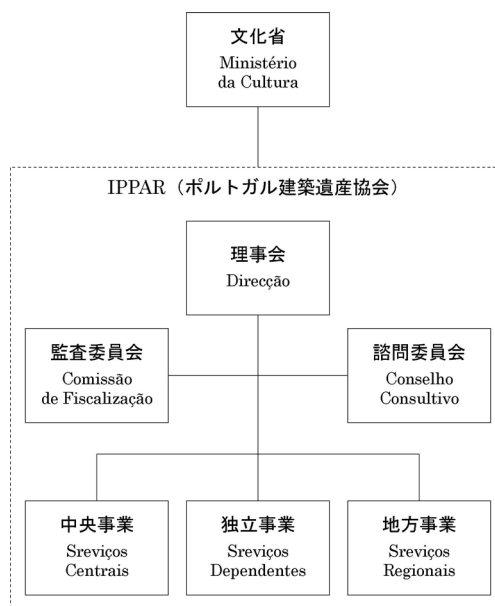 文化省
Ministério
da Cultura
IPPAR（ポルトガル建築遺産協会）
理事会
Direcção
監査委員会
Comissão
de Fiscalização
諮問委員会
Conselho
Consultivo
中央事業
Sreviços
Centrais
独立事業
Sreviços
Dependentes
地方事業
Sreviços
Regionais